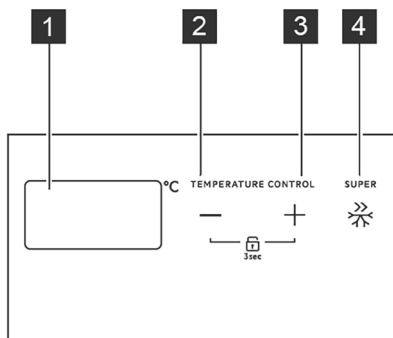 1 2 3 4
°C TEMPERATURE CONTROL SUPER
— +
3sec